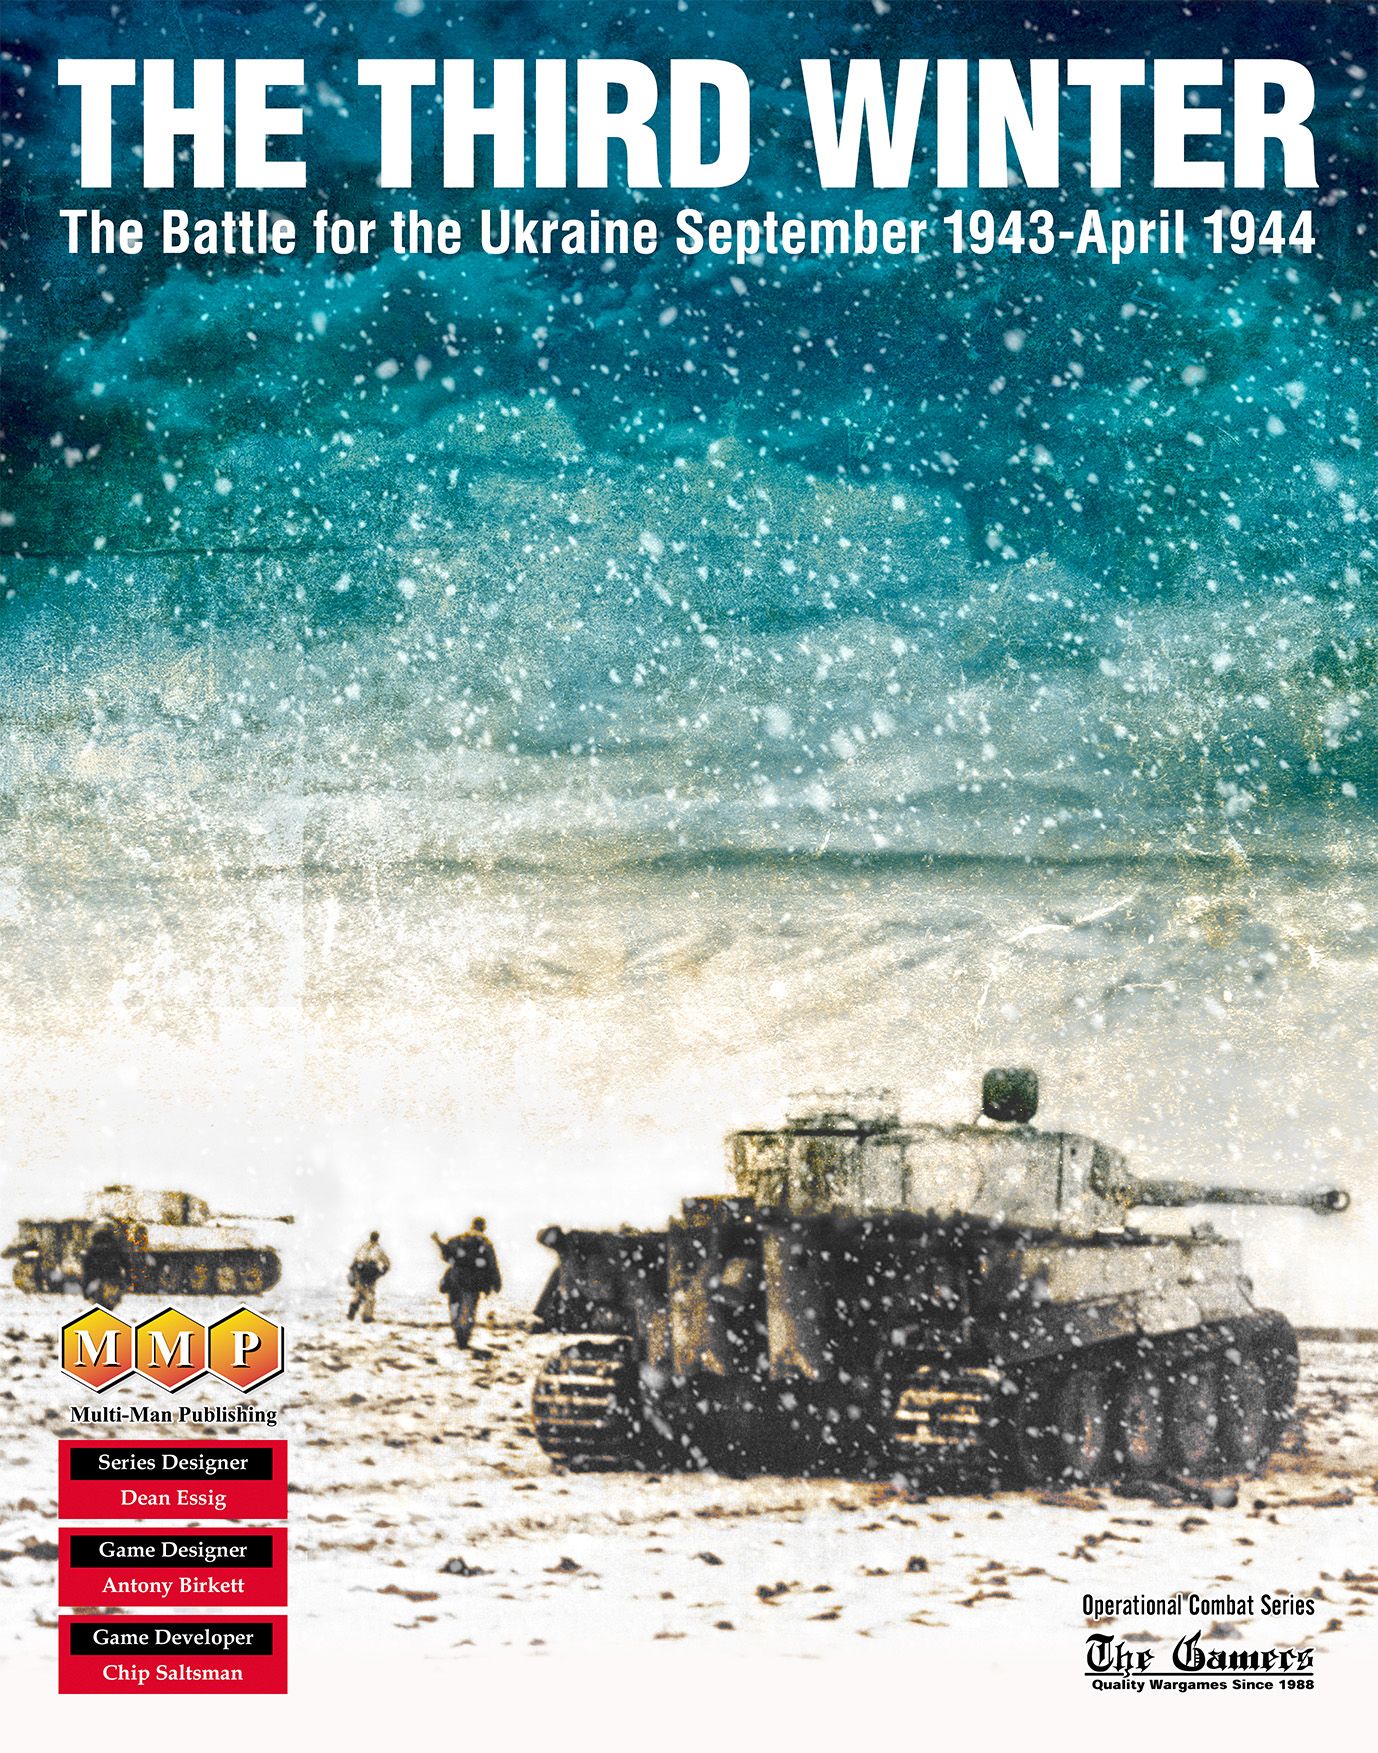 THE THIRD WINTER
The Battle for the Ukraine September 1943-April 1944
MMP
Multi-Man Publishing
Series Designer
Dean Essig
Game Designer
Antony Birkett
Game Developer
Chip Saltsman
Operational Combat Series
The Gamers
Quality Wargames Since 1988